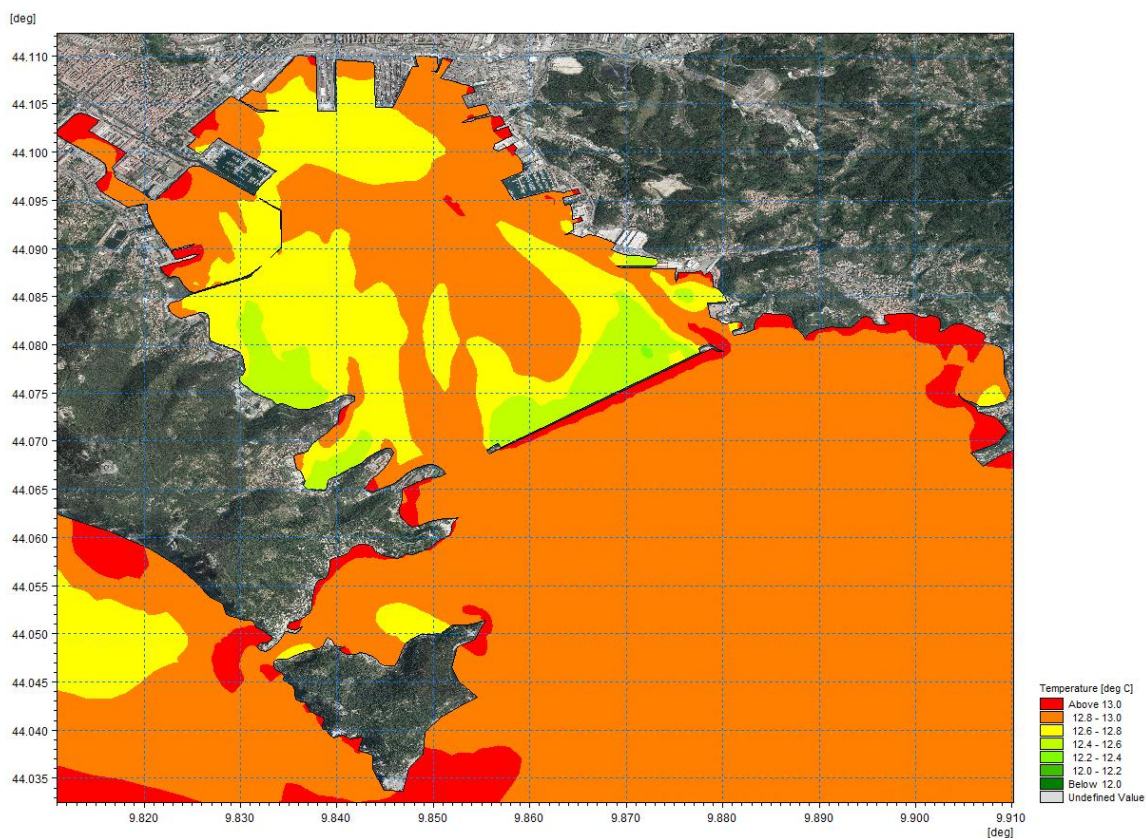 [deg]
44.110
44.105
44.100
44.095
44.090
44.085
44.080
44.075
44.070
44.065
44.060
44.055
44.050
44.045
44.040
44.035
9.820
9.830
9.840
9.850
9.860
9.870
9.880
9.890
9.900
9.910
[deg]
Temperature [deg C]
Above 13.0
12.8 - 13.0
12.6 - 12.8
12.4 - 12.6
12.2 - 12.4
12.0 - 12.2
Below 12.0
Undefined Value